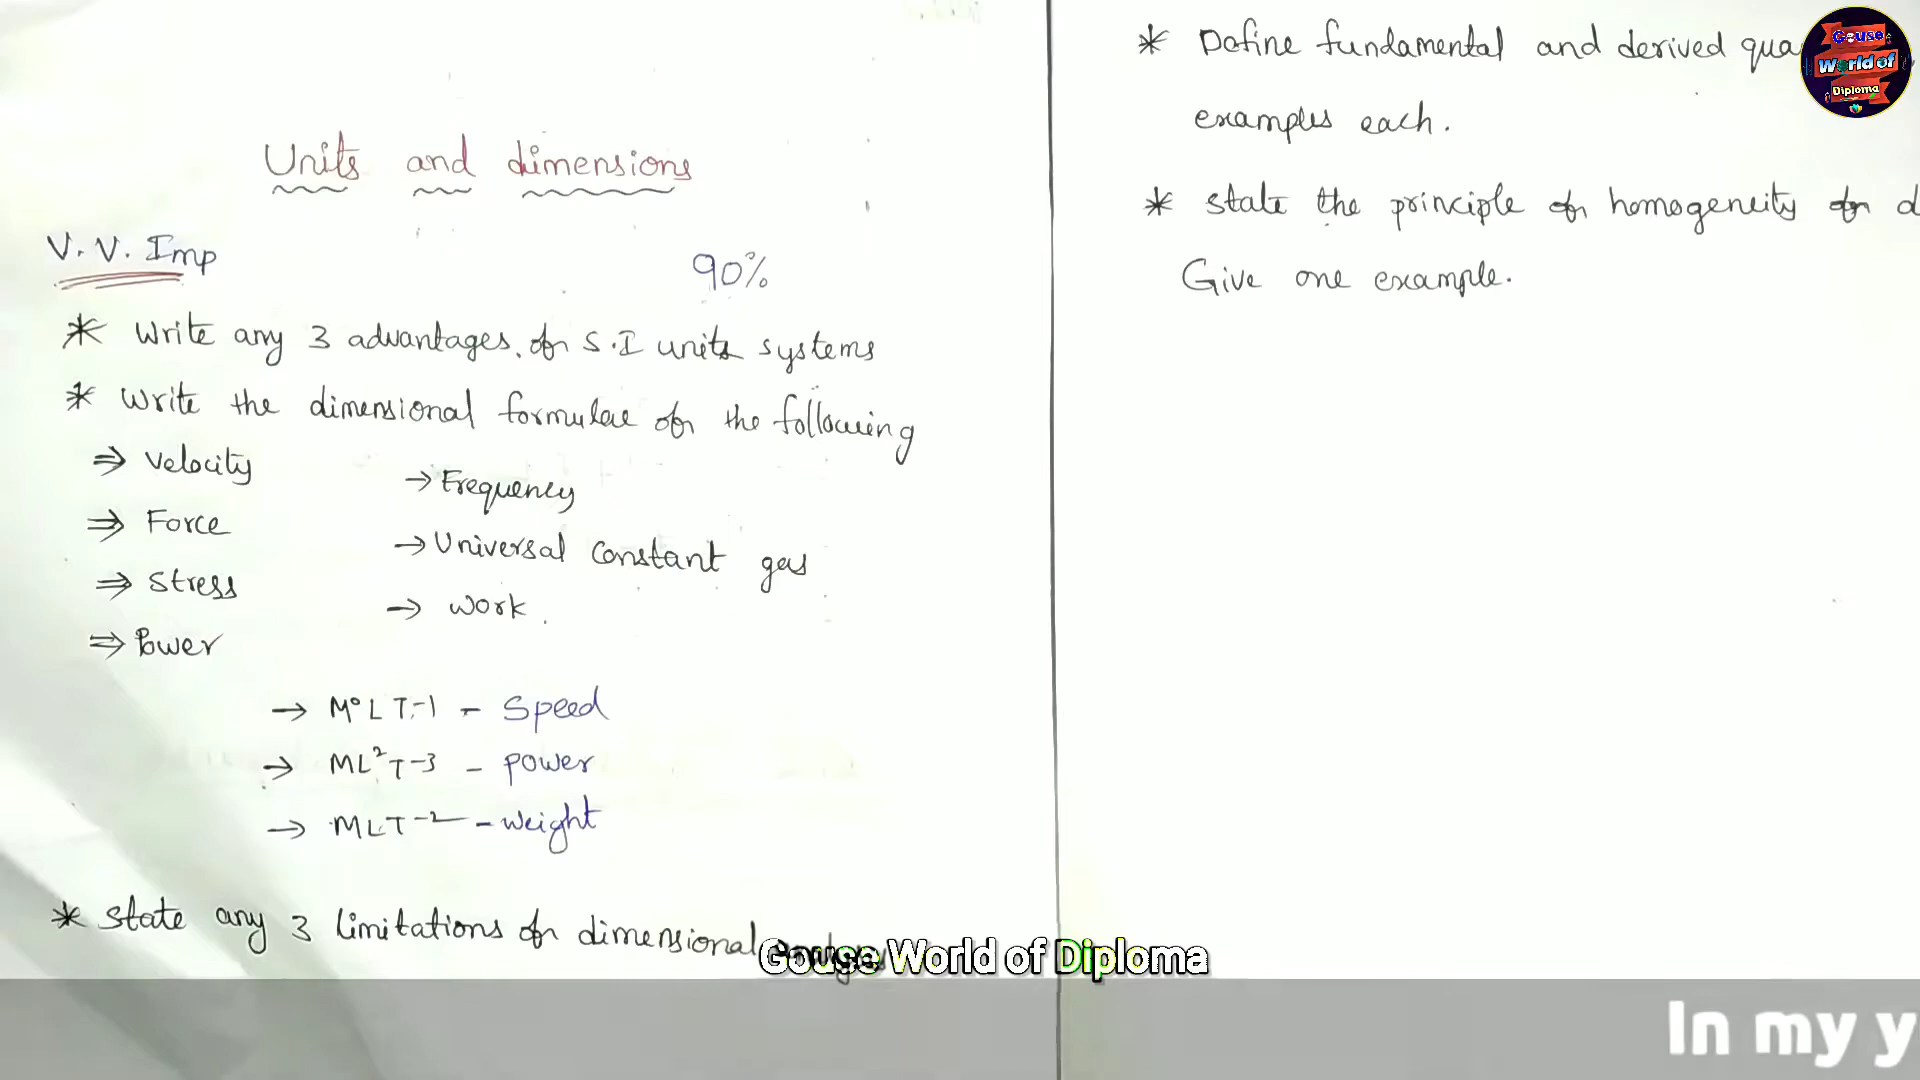 Units and dimensions
V. V. Imp
90%
* Write any 3 advantages of S.I units systems
* Write the dimensional formulae of the following
⇒ Velocity
→ Frequency
⇒ Force
→ Universal constant gas
⇒ Stress
→ Work.
⇒ Power
→ M⁰LT-1 - Speed
→ ML²T-3 - Power
→ MLT-2 - Weight
* State any 3 limitations of dimensional
* Define fundamental and derived qua
examples each.
* State the principle of homogeneity of d
Give one example.
Gouse
World of
Diploma
Gouse World of Diploma
In my y